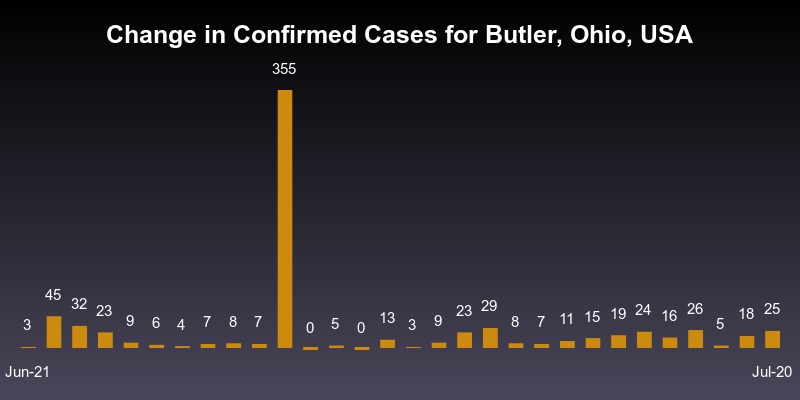 Change in Confirmed Cases for Butler, Ohio, USA
355
3 45 32 23 9 6 4 7 8 7 0 5 0 13 3 9 23 29 8 7 11 15 19 24 16 26 5 18 25
Jun-21 Jul-20